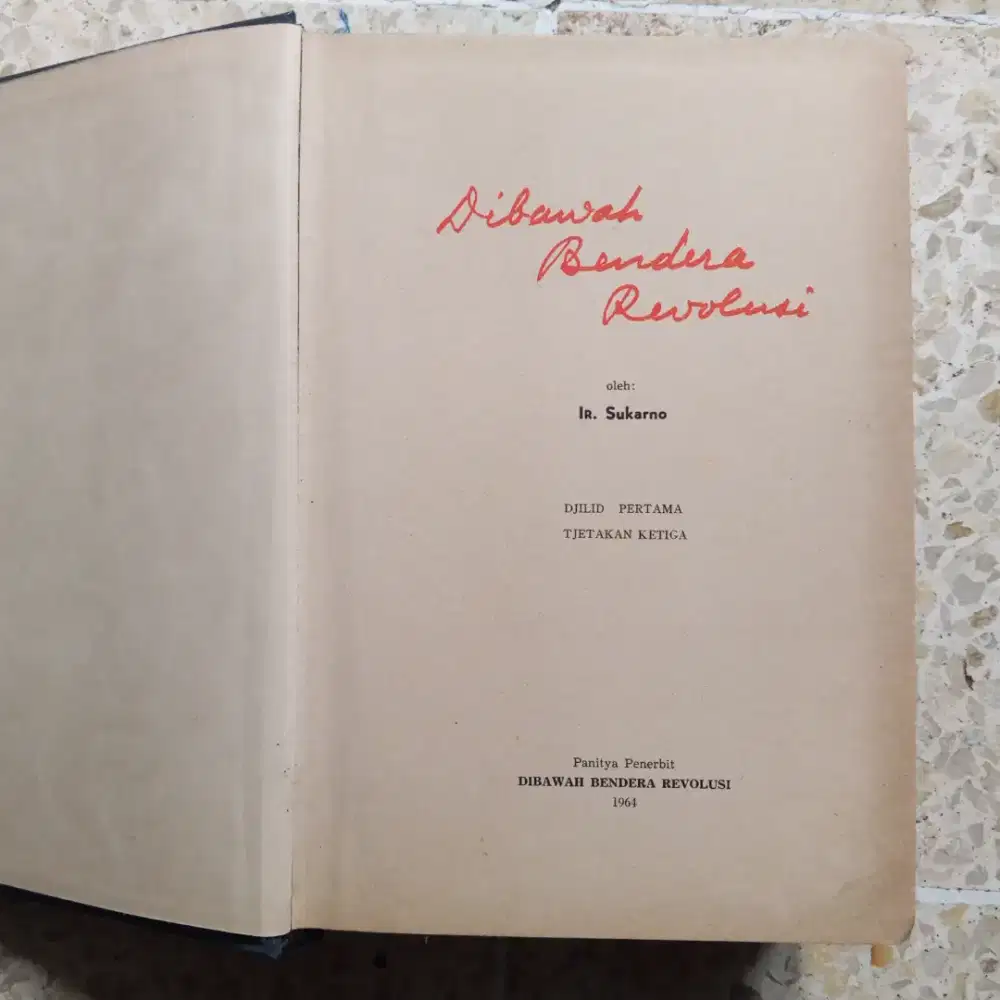 Dibawah
Bendera
Revolusi
oleh:
IR. Sukarno
DJILID PERTAMA
TJETAKAN KETIGA
Panitya Penerbit
DIBAWAH BENDERA REVOLUSI
1964